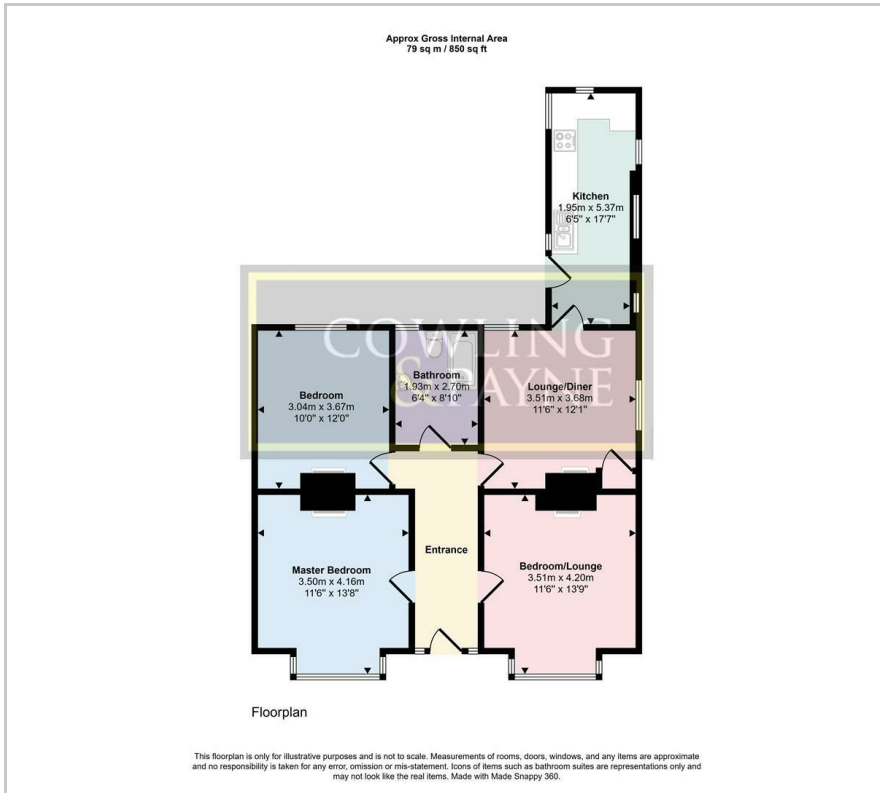 Approx Gross Internal Area
79 sq m / 850 sq ft
Kitchen
1.95m x 5.37m
6'5" x 17'7"
COWLING
& PAYNE
Bathroom
1.93m x 2.70m
6'4" x 8'10"
Bedroom
3.04m x 3.67m
10'0" x 12'0"
Lounge/Diner
3.51m x 3.68m
11'6" x 12'1"
Entrance
Master Bedroom
3.50m x 4.16m
11'6" x 13'8"
Bedroom/Lounge
3.51m x 4.20m
11'6" x 13'9"
Floorplan
This floorplan is only for illustrative purposes and is not to scale. Measurements of rooms, doors, windows, and any items are approximate
and no responsibility is taken for any error, omission or mis-statement. Icons of items such as bathroom suites are representations only and
may not look like the real items. Made with Made Snappy 360.